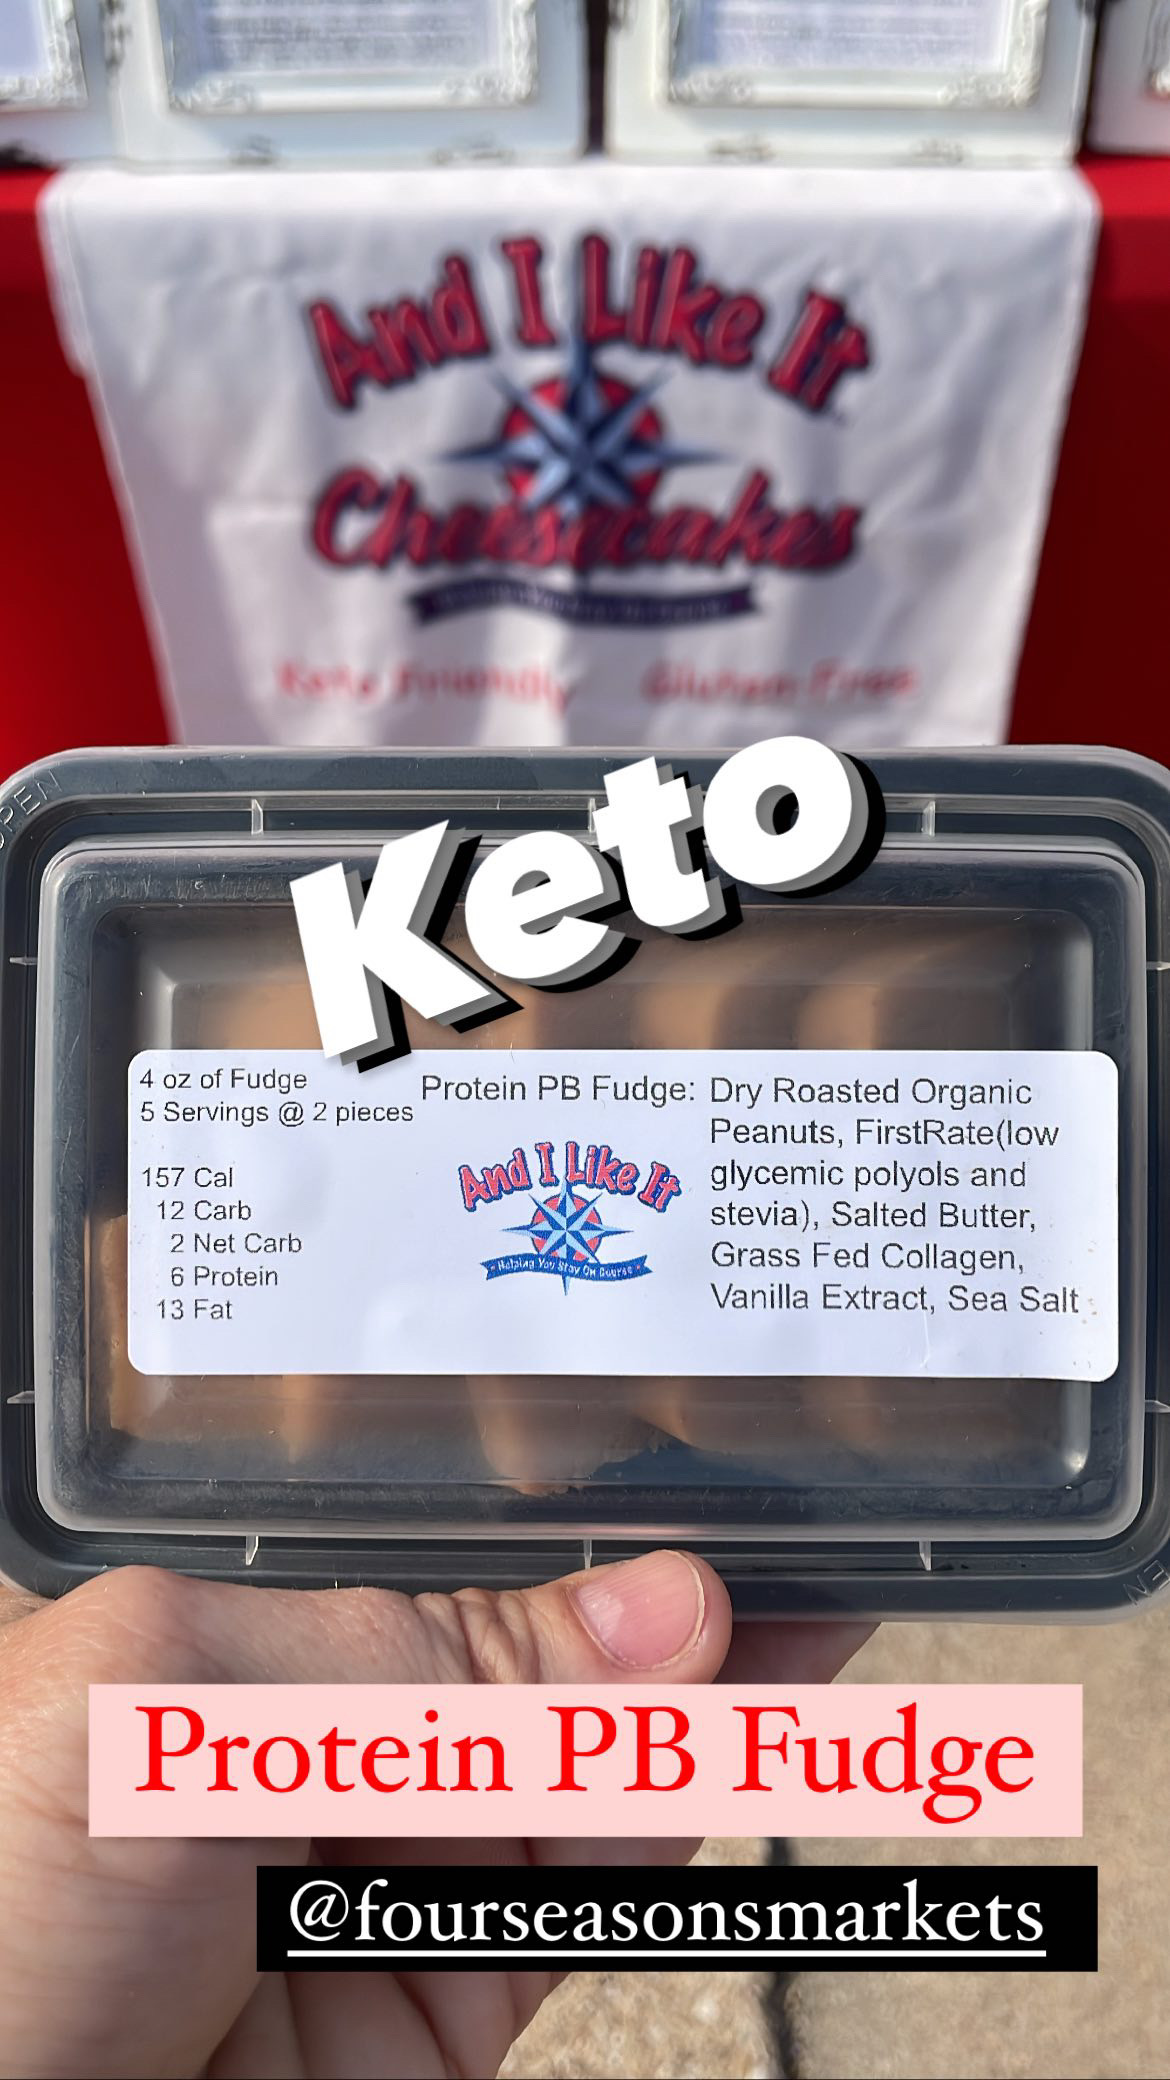 And I Like It
Cheesecakes
Keto Friendly Gluten Free
OPEN
Keto
4 oz of Fudge
5 Servings @ 2 pieces
157 Cal
12 Carb
2 Net Carb
6 Protein
13 Fat
Protein PB Fudge:
And I Like It
Helping You Stay On Course
Dry Roasted Organic
Peanuts, FirstRate(low
glycemic polyols and
stevia), Salted Butter,
Grass Fed Collagen,
Vanilla Extract, Sea Salt
Protein PB Fudge
@fourseasonsmarkets